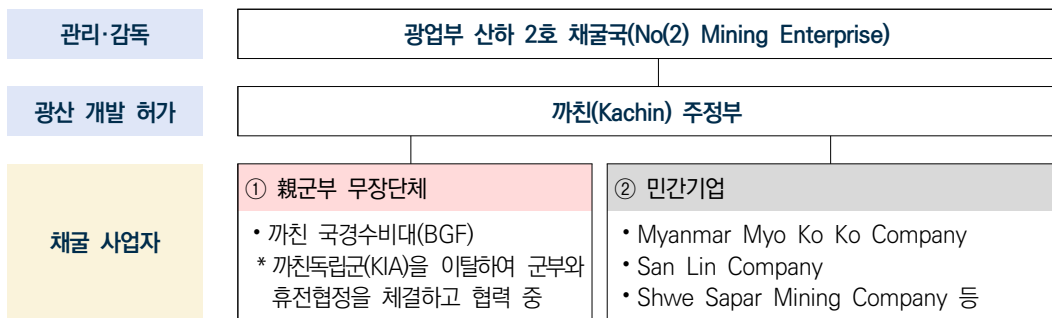 관리·감독
광업부 산하 2호 채굴국(No(2) Mining Enterprise)
광산 개발 허가
까친(Kachin) 주정부
채굴 사업자
① 親군부 무장단체
• 까친 국경수비대(BGF)
* 까친독립군(KIA)을 이탈하여 군부와
휴전협정을 체결하고 협력 중
② 민간기업
• Myanmar Myo Ko Ko Company
• San Lin Company
• Shwe Sapar Mining Company 등